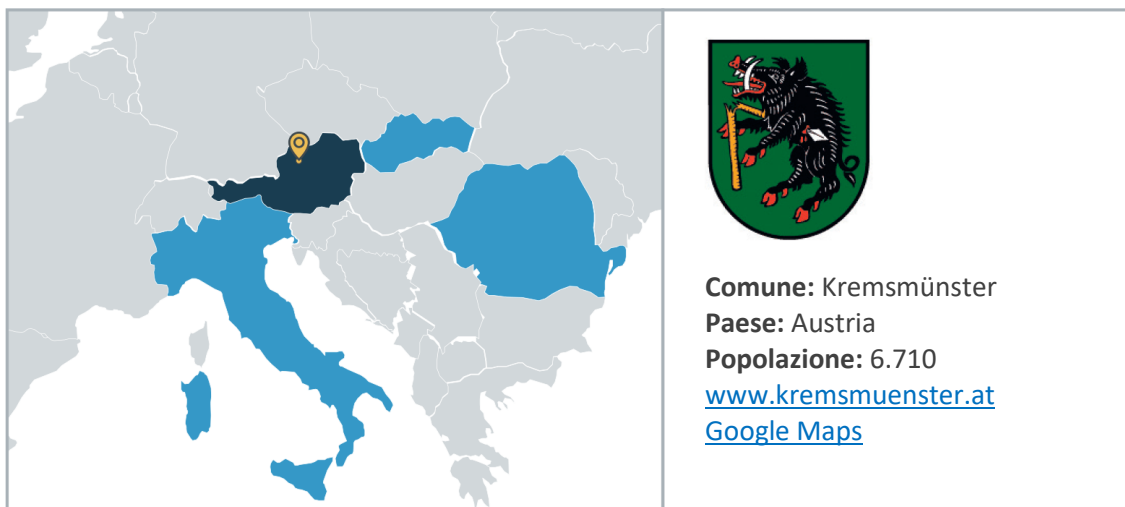 Comune: Kremsmünster
Paese: Austria
Popolazione: 6.710
www.kremsmuenster.at
Google Maps